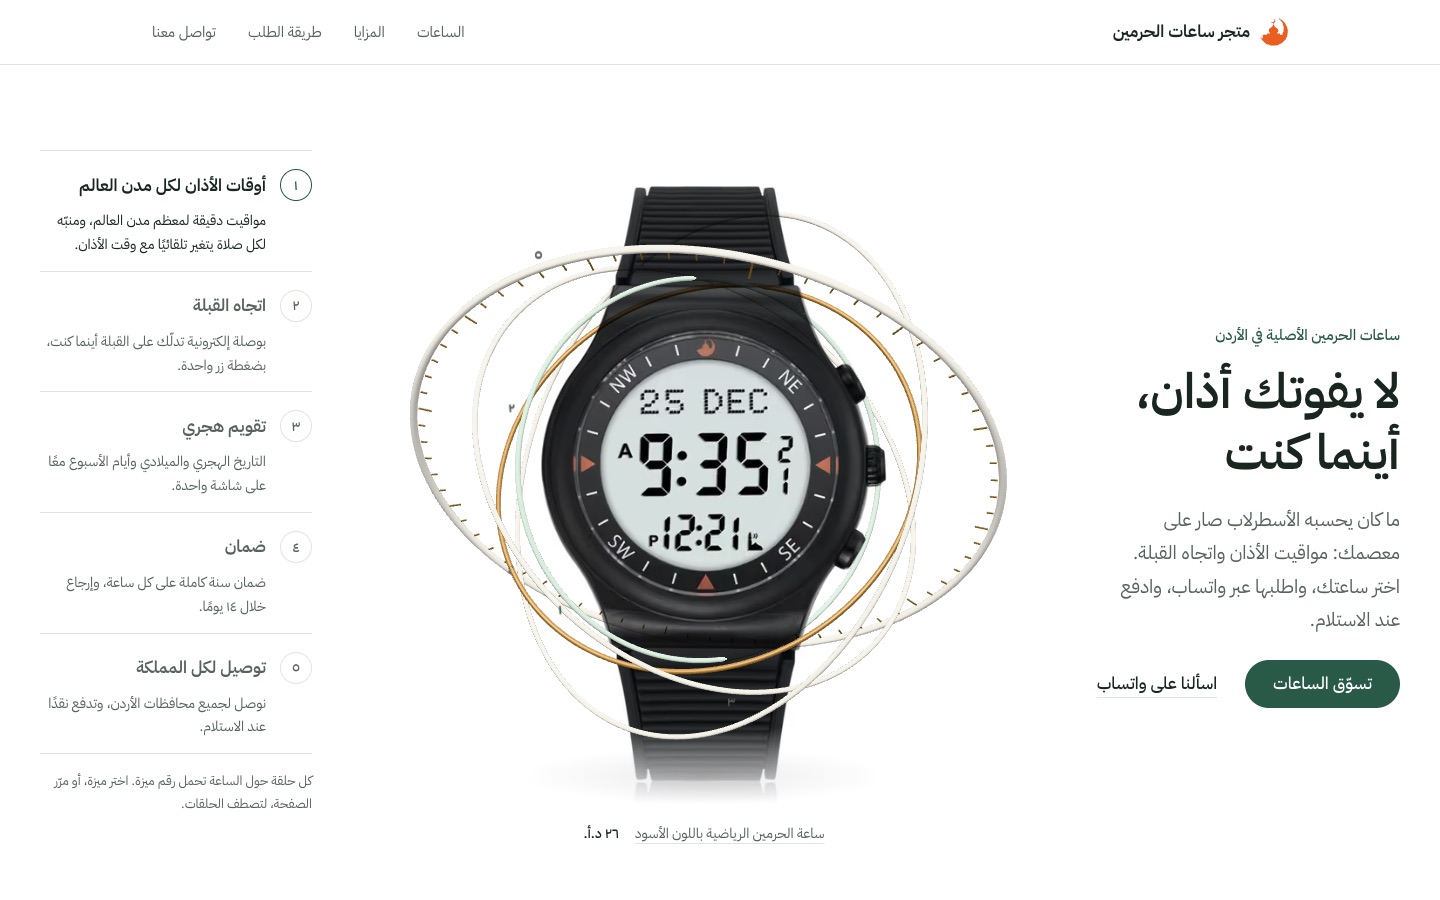 متجر ساعات الحرمين
الساعات
المزايا
طريقة الطلب
تواصل معنا
ساعات الحرمين الأصلية في الأردن
لا يفوتك أذان،
أينما كنت
ما كان يحسبه الأسطرلاب صار على
معصمك: مواقيت الأذان واتجاه القبلة.
اختر ساعتك، واطلبها عبر واتساب، وادفع
عند الاستلام.
تسوّق الساعات
اسألنا على واتساب
٥
٢
١
٣
NW
NE
25 DEC
A 9:35 21
P 12:21
SW
SE
ساعة الحرمين الرياضية باللون الأسود
٢٦ د.أ.
١
أوقات الأذان لكل مدن العالم
مواقيت دقيقة لمعظم مدن العالم، ومنبّه
لكل صلاة يتغير تلقائيًا مع وقت الأذان.
٢
اتجاه القبلة
بوصلة إلكترونية تدلّك على القبلة أينما كنت،
بضغطة زر واحدة.
٣
تقويم هجري
التاريخ الهجري والميلادي وأيام الأسبوع معًا
على شاشة واحدة.
٤
ضمان
ضمان سنة كاملة على كل ساعة، وإرجاع
خلال ١٤ يومًا.
٥
توصيل لكل المملكة
نوصل لجميع محافظات الأردن، وتدفع نقدًا
عند الاستلام.
كل حلقة حول الساعة تحمل رقم ميزة. اختر ميزة، أو مرّر
الصفحة، لتصطف الحلقات.